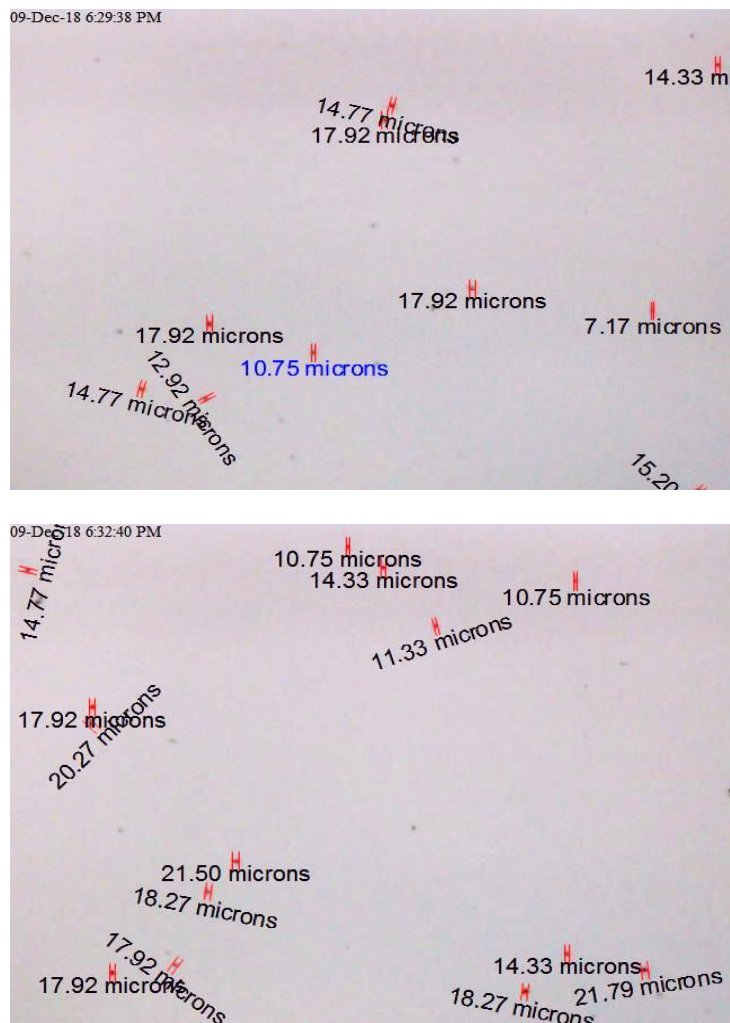 09-Dec-18 6:29:38 PM
14.33 m
14.77 microns
17.92 microns
17.92 microns
7.17 microns
17.92 microns
10.75 microns
12.92 microns
14.77 microns
15.20
09-Dec-18 6:32:40 PM
14.77 micron
10.75 microns
14.33 microns
10.75 microns
11.33 microns
17.92 microns
20.27 microns
21.50 microns
18.27 microns
17.92 microns
17.92 microns
14.33 microns
21.79 microns
18.27 microns